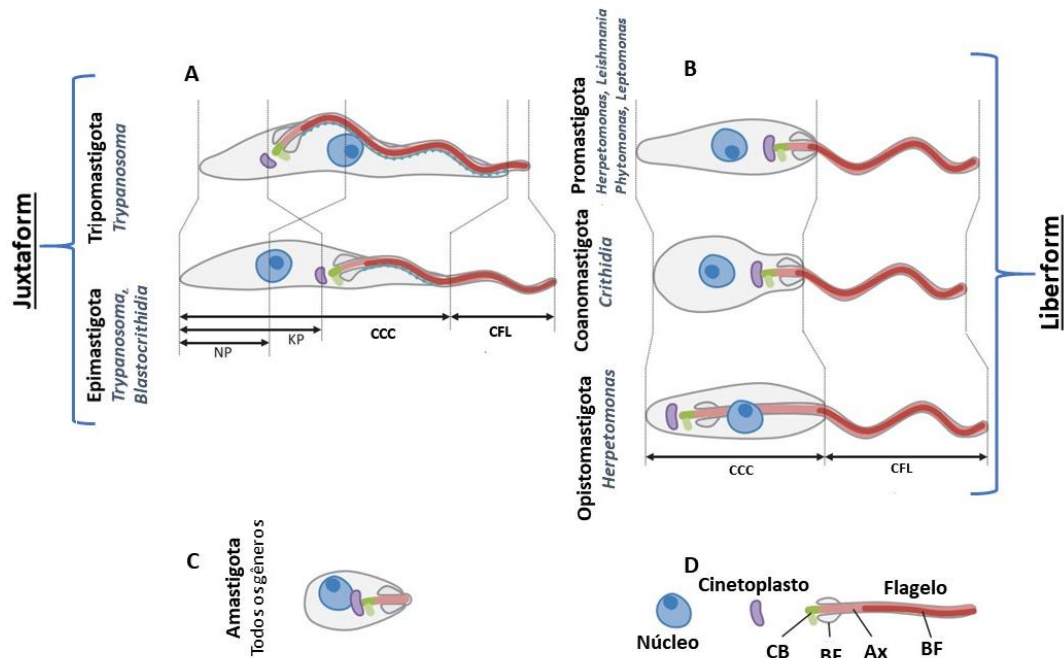 Juxtaform
A
Tripomastigota
Trypanosoma
Epimastigota
Trypanosoma,
Blastocrithidia
NP
KP
CCC
CFL
B
Promastigota
Herpetomonas, Leishmania
Phytomonas, Leptomonas
Coanomastigota
Crithidia
Opistomastigota
Herpetomonas
CCC
CFL
Liberform
C
Amastigota
Todos os gêneros
D
Cinetoplasto
Flagelo
Núcleo
CB
BF
Ax
BF